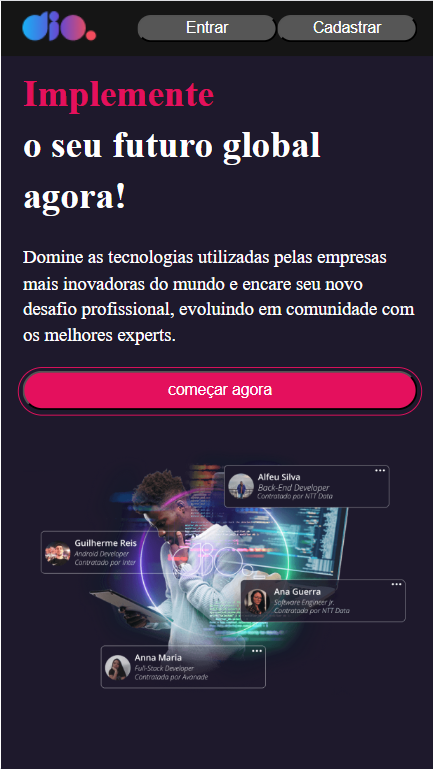 dio.
Entrar
Cadastrar
Implemente
o seu futuro global
agora!
Domine as tecnologias utilizadas pelas empresas
mais inovadoras do mundo e encare seu novo
desafio profissional, evoluindo em comunidade com
os melhores experts.
começar agora
Alfeu Silva
Back-End Developer
Contratado por NTT Data
Guilherme Reis
Android Developer
Contratado por Inter
dio.
Ana Guerra
Software Engineer Jr.
Contratado por NTT Data
Anna Maria
Full-Stack Developer
Contratada por Avanade